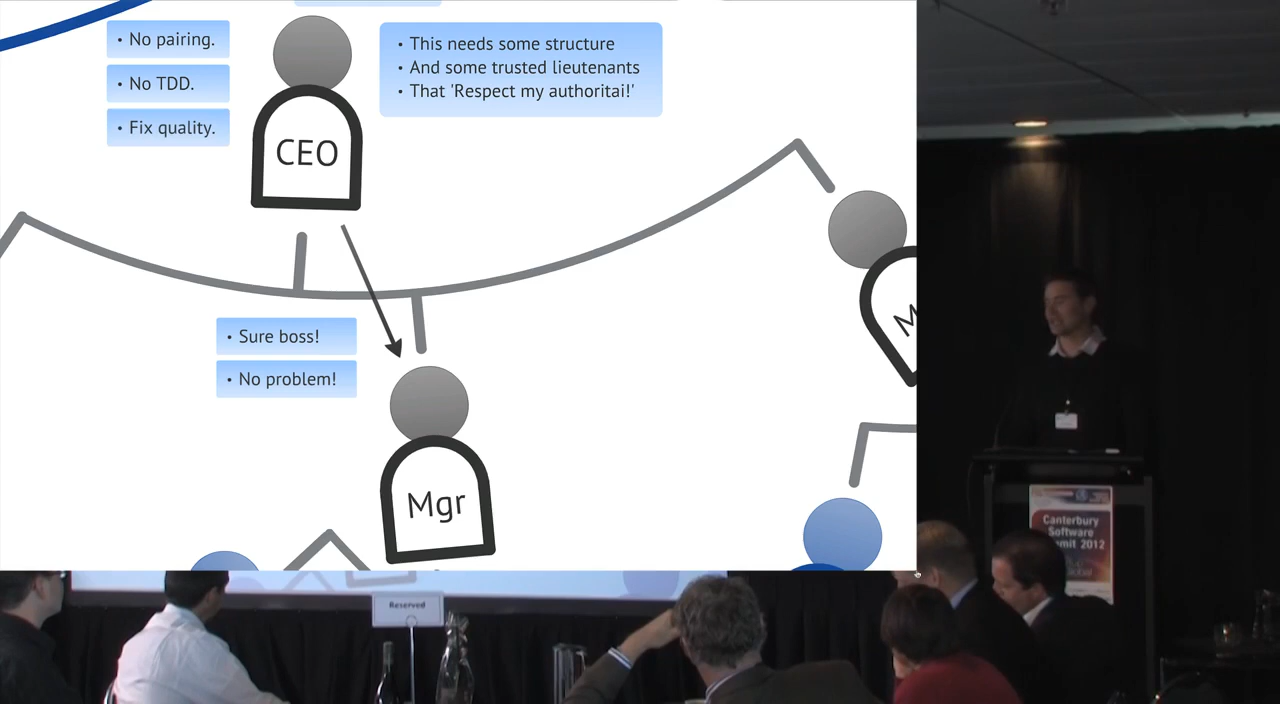 • No pairing.
• No TDD.
• Fix quality.
CEO
• This needs some structure
• And some trusted lieutenants
• That 'Respect my authoritai!'
• Sure boss!
• No problem!
Mgr
M
Reserved
Canterbury
Software
2012